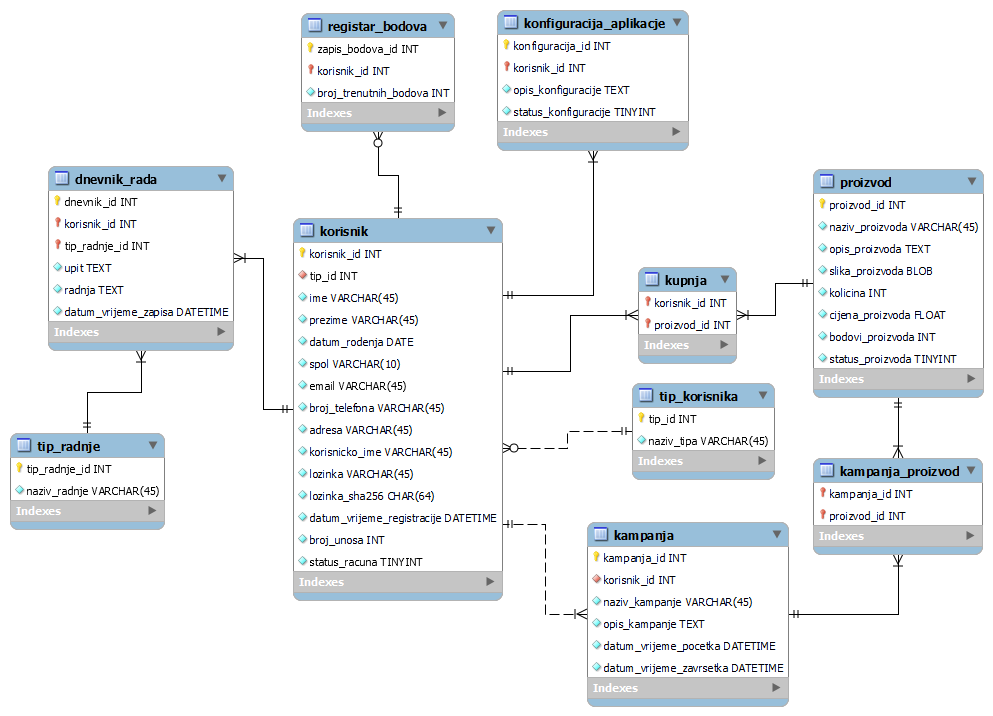 registar_bodova
zapis_bodova_id INT
korisnik_id INT
broj_trenutnih_bodova INT
Indexes
konfiguracija_aplikacje
konfiguracija_id INT
korisnik_id INT
opis_konfiguracije TEXT
status_konfiguracije TINYINT
Indexes
dnevnik_rada
dnevnik_id INT
korisnik_id INT
tip_radnje_id INT
upit TEXT
radnja TEXT
datum_vrijeme_zapisa DATETIME
Indexes
korisnik
korisnik_id INT
tip_id INT
ime VARCHAR(45)
prezime VARCHAR(45)
datum_rodenja DATE
spol VARCHAR(10)
email VARCHAR(45)
broj_telefona VARCHAR(45)
adresa VARCHAR(45)
korisnicko_ime VARCHAR(45)
lozinka VARCHAR(45)
lozinka_sha256 CHAR(64)
datum_vrijeme_registracije DATETIME
broj_unosa INT
status_racuna TINYINT
Indexes
proizvod
proizvod_id INT
naziv_proizvoda VARCHAR(45)
opis_proizvoda TEXT
slika_proizvoda BLOB
kolicina INT
cijena_proizvoda FLOAT
bodovi_proizvoda INT
status_proizvoda TINYINT
Indexes
kupnja
korisnik_id INT
proizvod_id INT
Indexes
tip_korisnika
tip_id INT
naziv_tipa VARCHAR(45)
Indexes
tip_radnje
tip_radnje_id INT
naziv_radnje VARCHAR(45)
Indexes
kampanja_proizvod
kampanja_id INT
proizvod_id INT
Indexes
kampanja
kampanja_id INT
korisnik_id INT
naziv_kampanje VARCHAR(45)
opis_kampanje TEXT
datum_vrijeme_pocetka DATETIME
datum_vrijeme_zavrsetka DATETIME
Indexes